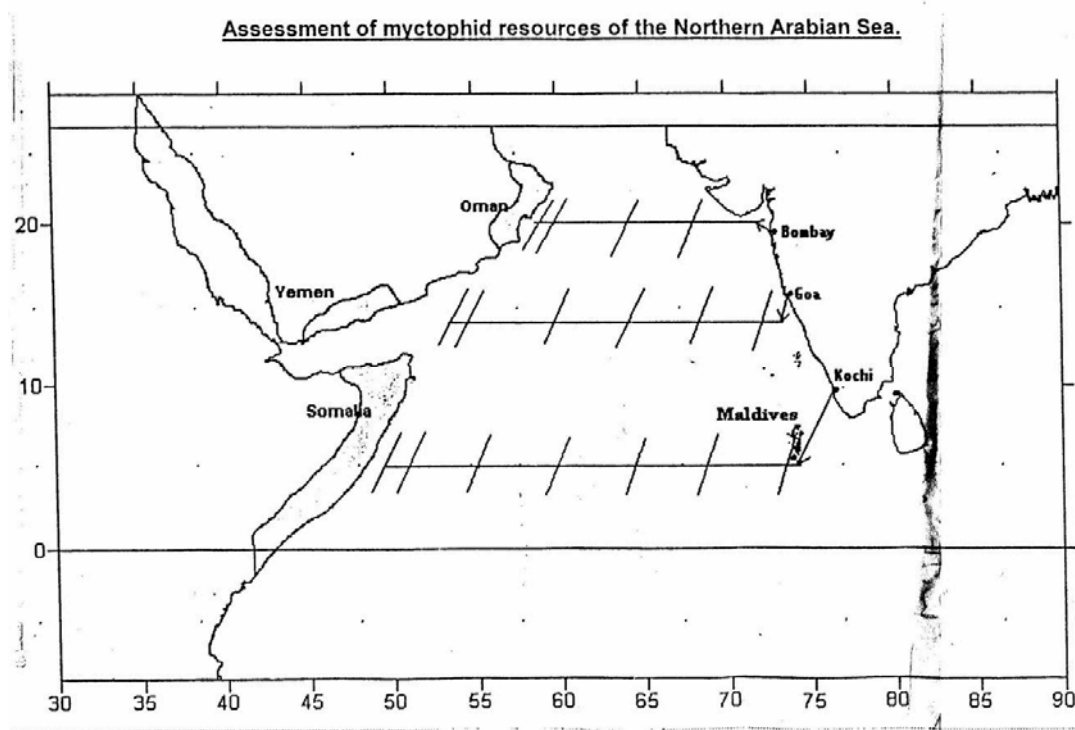 Assessment of myctophid resources of the Northern Arabian Sea.
Oman
20
Bombay
Yemen
Goa
10
Kochi
Somalia
Maldives
0
30 35 40 45 50 55 60 65 70 75 80 85 90